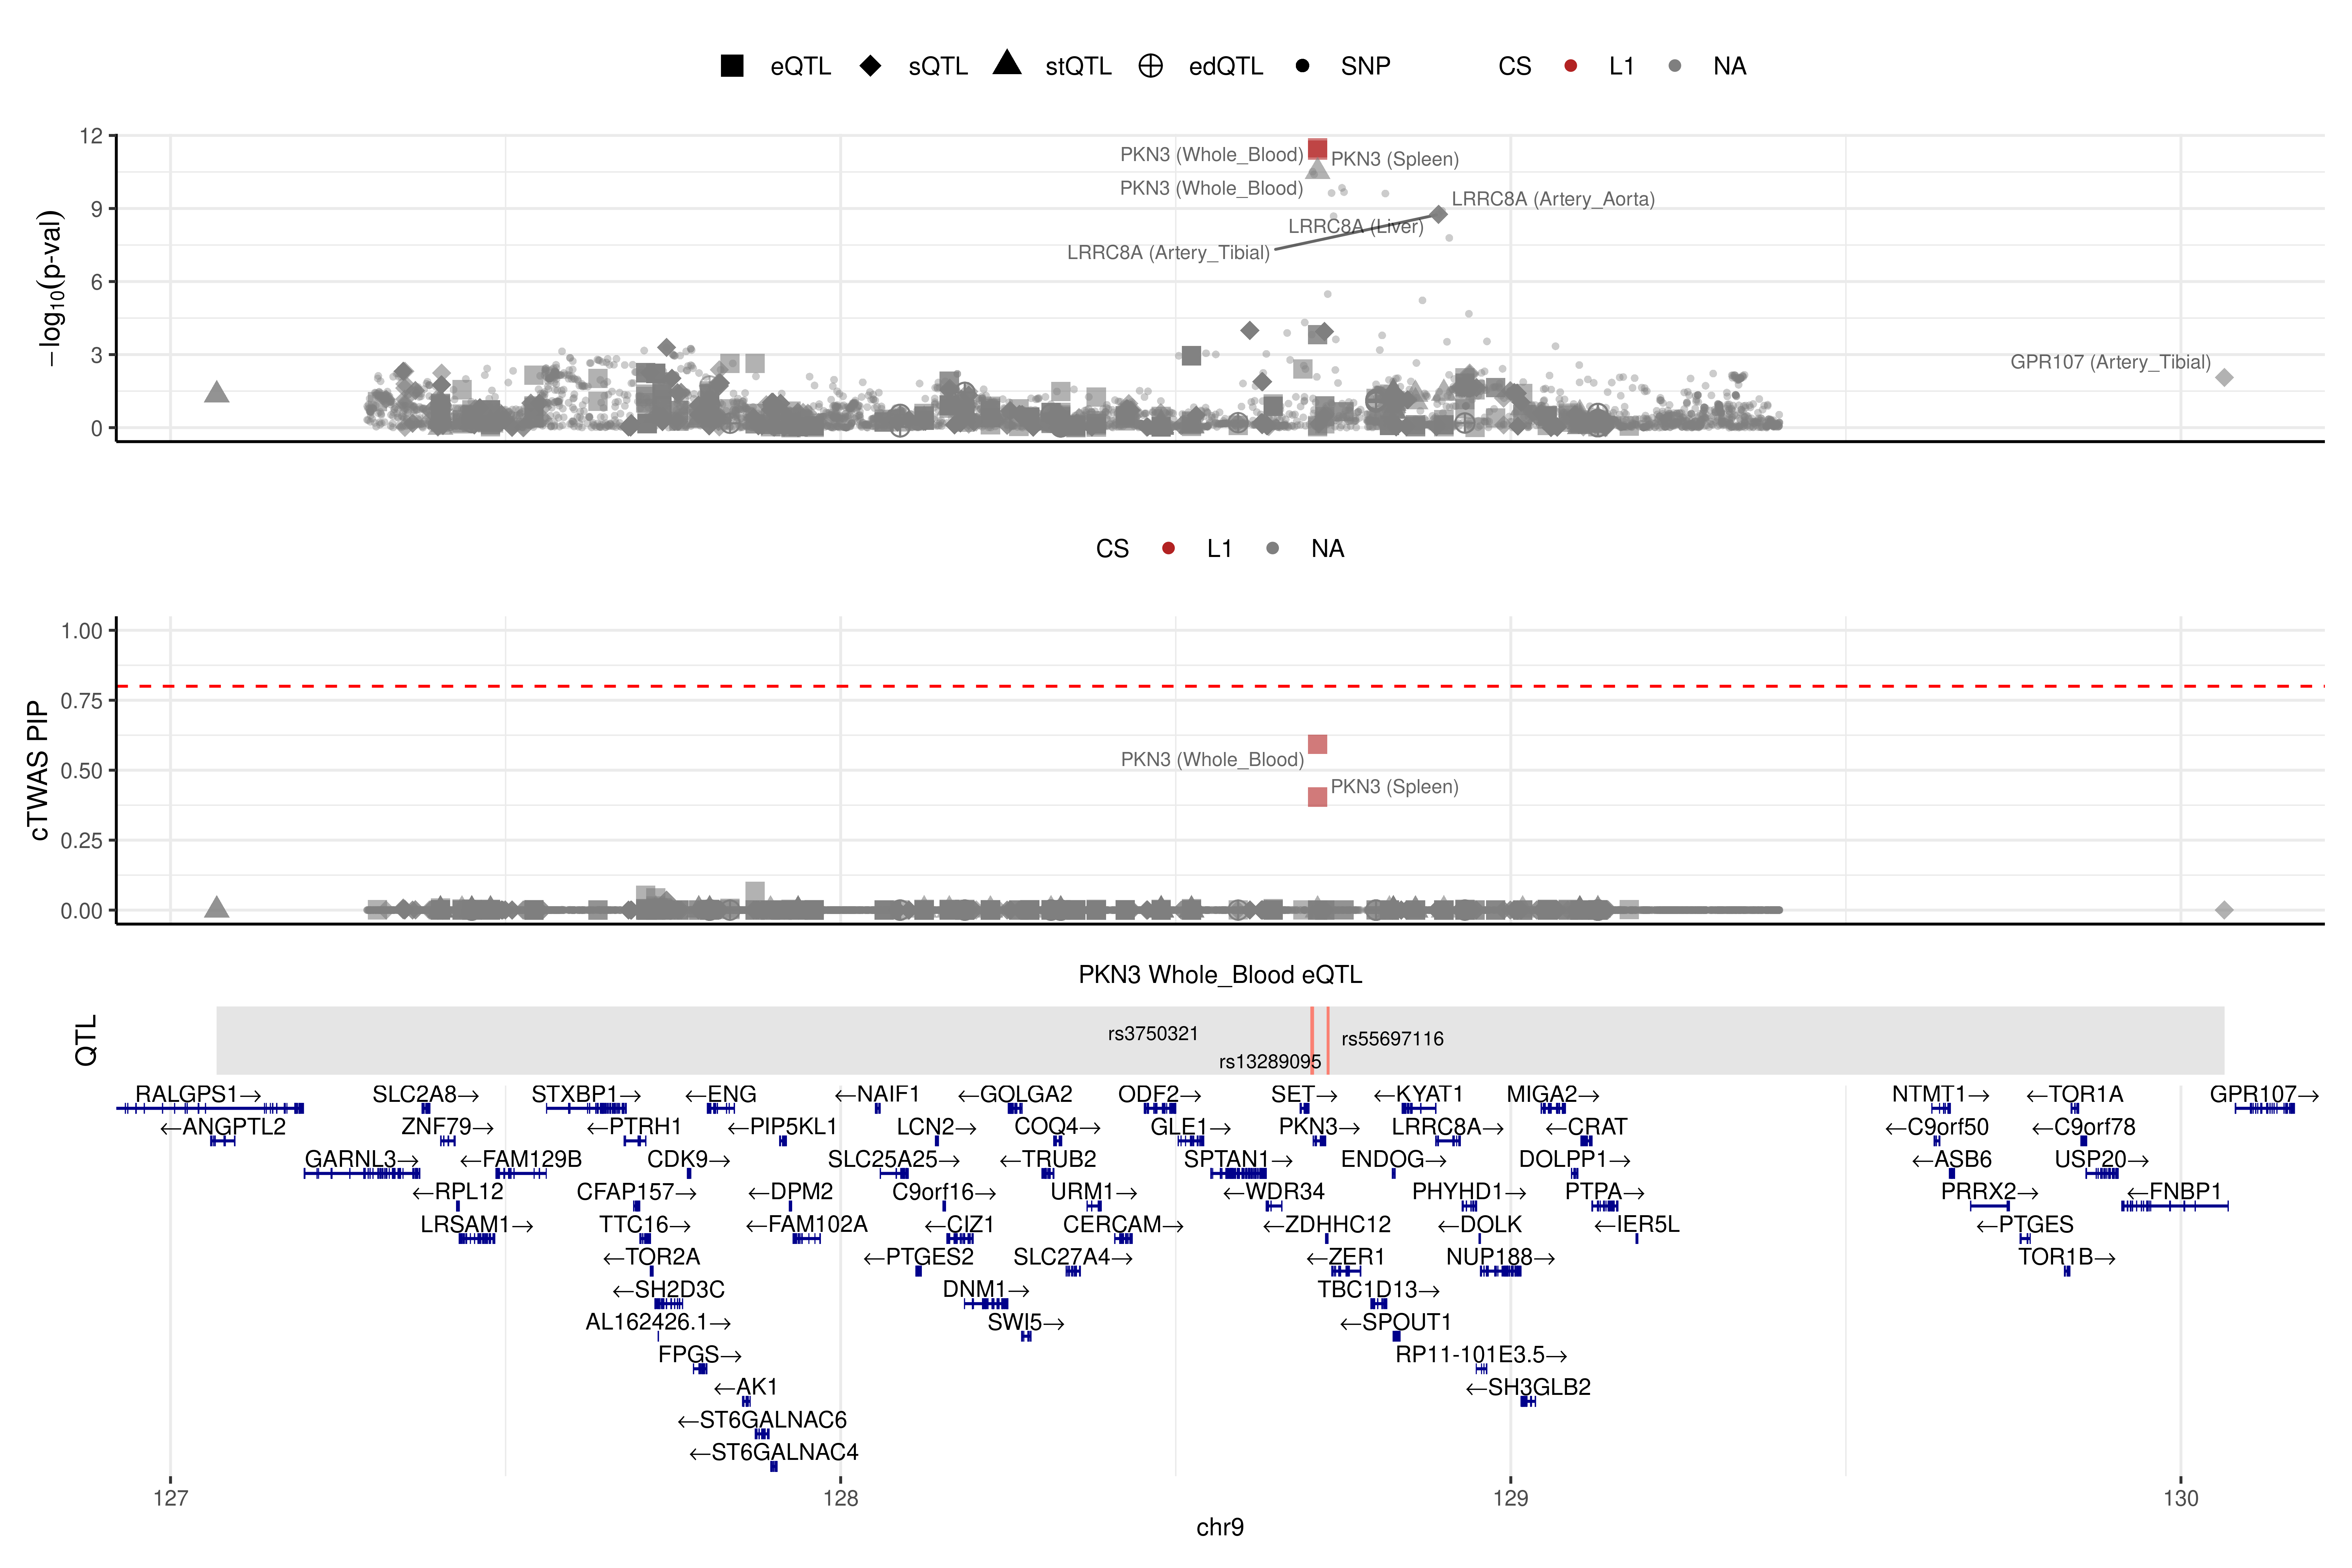 eQTL sQTL stQTL edQTL SNP CS L1 NA
−log10(p-val)
12
9
6
3
0
PKN3 (Whole_Blood)
PKN3 (Spleen)
PKN3 (Whole_Blood)
LRRC8A (Artery_Aorta)
LRRC8A (Liver)
LRRC8A (Artery_Tibial)
GPR107 (Artery_Tibial)
CS L1 NA
cTWAS PIP
1.00
0.75
0.50
0.25
0.00
PKN3 (Whole_Blood)
PKN3 (Spleen)
PKN3 Whole_Blood eQTL
QTL
rs3750321
rs55697116
rs13289095
RALGPS1→ SLC2A8→ STXBP1→ ←ENG ←NAIF1 ←GOLGA2 ODF2→ SET→ ←KYAT1 MIGA2→ NTMT1→ ←TOR1A GPR107→
←ANGPTL2 ZNF79→ ←PTRH1 ←PIP5KL1 LCN2→ COQ4→ GLE1→ PKN3→ LRRC8A→ ←CRAT ←C9orf50 ←C9orf78
GARNL3→ ←FAM129B CDK9→ SLC25A25→ ←TRUB2 SPTAN1→ ENDOG→ DOLPP1→ ←ASB6 USP20→
←RPL12 CFAP157→ ←DPM2 C9orf16→ URM1→ ←WDR34 PHYHD1→ PTPA→ PRRX2→ ←FNBP1
LRSAM1→ TTC16→ ←FAM102A ←CIZ1 CERCAM→ ←ZDHHC12 ←DOLK ←IER5L ←PTGES
←TOR2A ←PTGES2 SLC27A4→ ←ZER1 NUP188→ TOR1B→
←SH2D3C DNM1→ TBC1D13→
AL162426.1→ SWI5→ ←SPOUT1
FPGS→ RP11-101E3.5→
←AK1 ←SH3GLB2
←ST6GALNAC6
←ST6GALNAC4
127 128 129 130
chr9